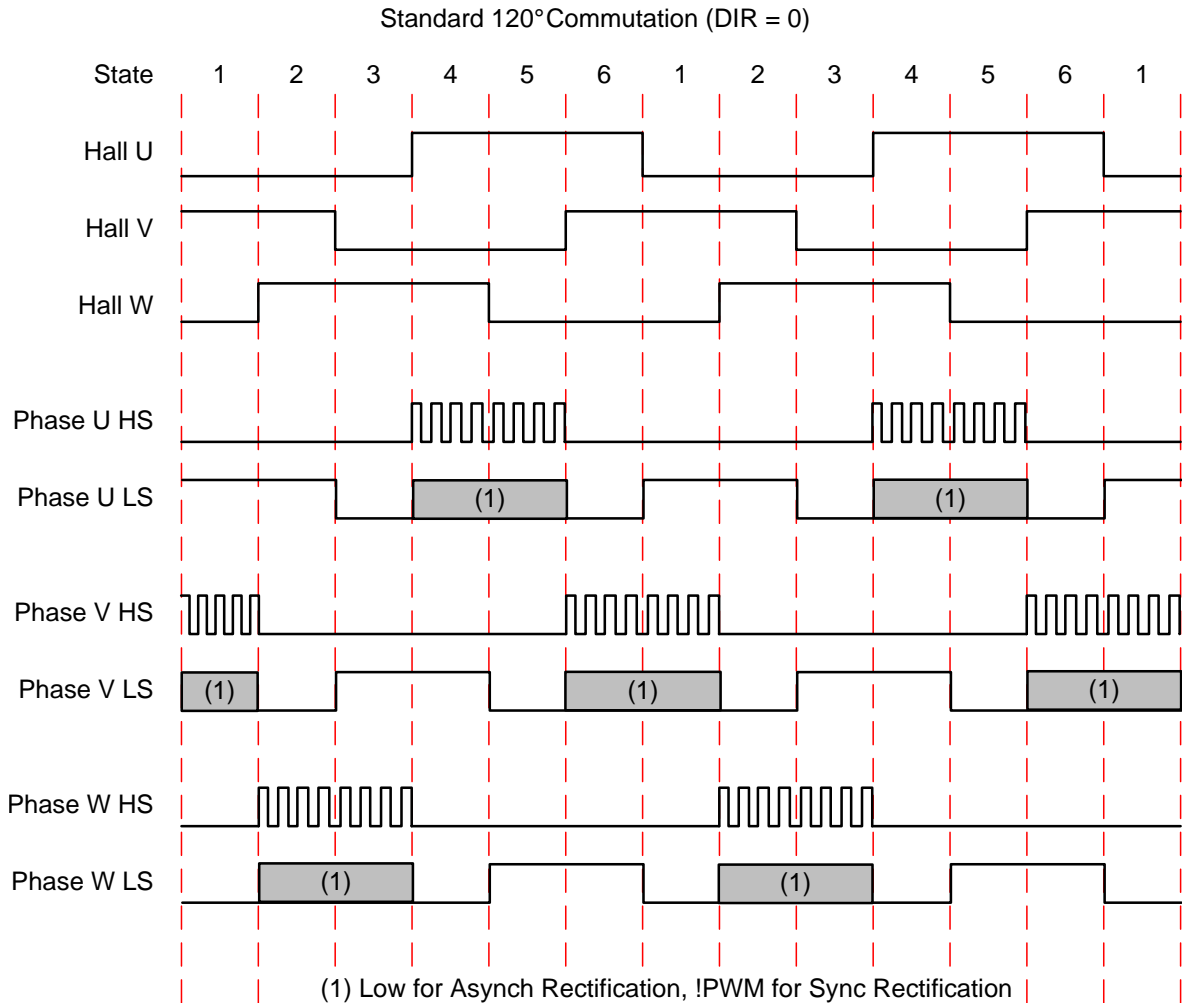 Standard 120°Commutation (DIR = 0)
State 1 2 3 4 5 6 1 2 3 4 5 6 1
Hall U
Hall V
Hall W
Phase U HS
Phase U LS (1) (1)
Phase V HS
Phase V LS (1) (1) (1)
Phase W HS
Phase W LS (1) (1)
(1) Low for Asynch Rectification, !PWM for Sync Rectification